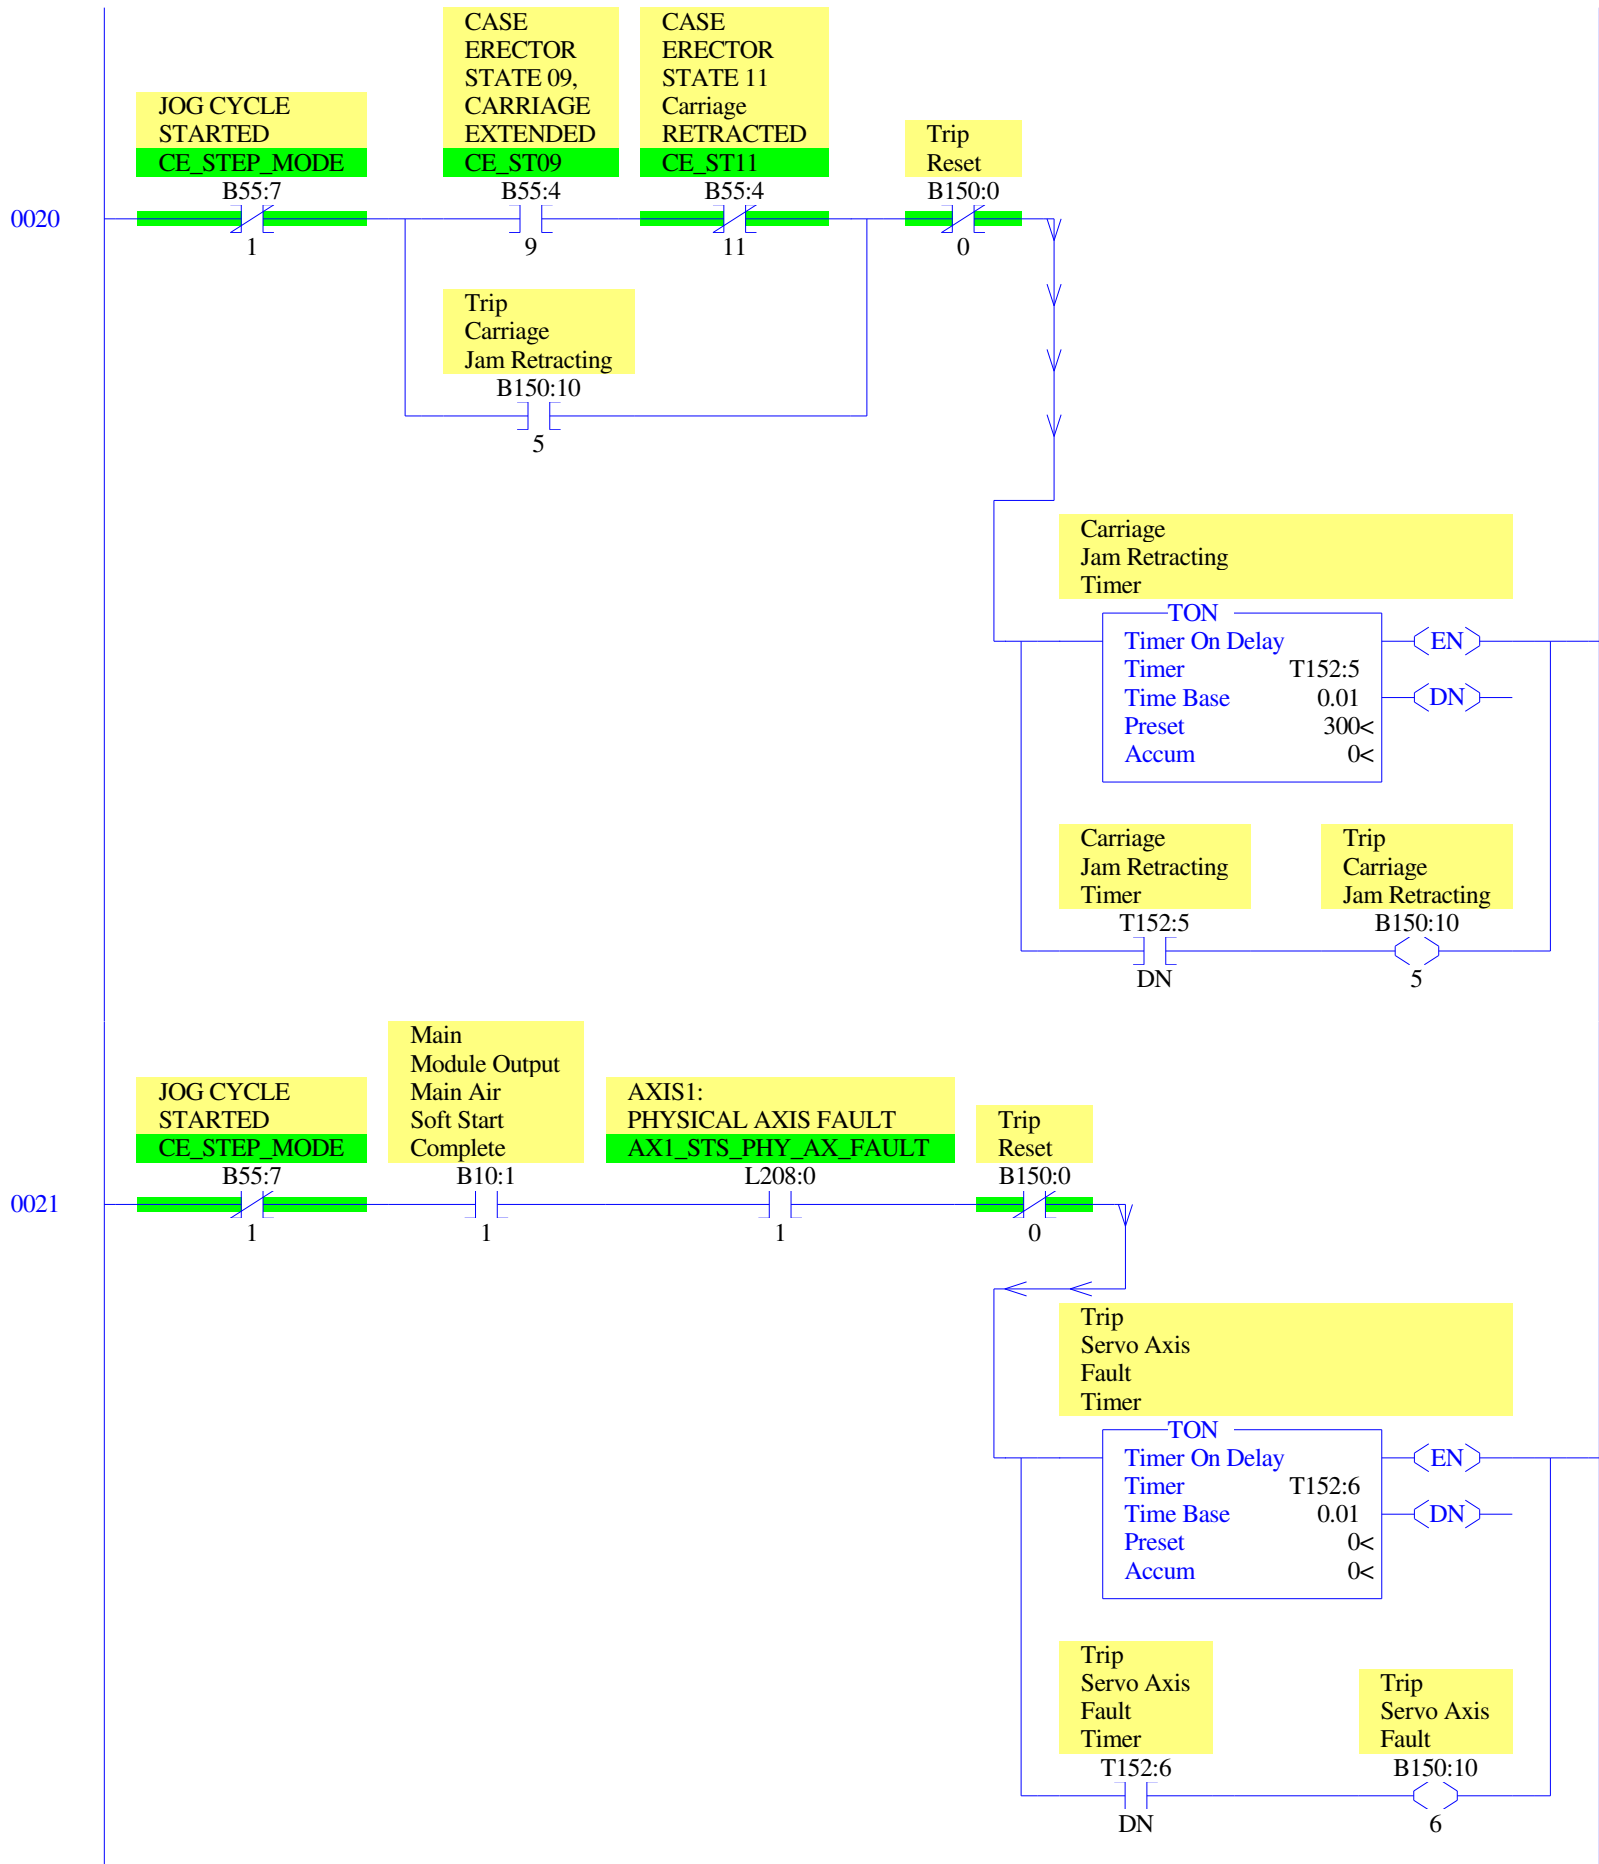 CASE
ERECTOR
STATE 09,
CARRIAGE
EXTENDED
CE_ST09
B55:4
9
CASE
ERECTOR
STATE 11
Carriage
RETRACTED
CE_ST11
B55:4
11
JOG CYCLE
STARTED
CE_STEP_MODE
B55:7
1
Trip
Reset
B150:0
0
0020
Trip
Carriage
Jam Retracting
B150:10
5
Carriage
Jam Retracting
Timer
TON
Timer On Delay
Timer T152:5
Time Base 0.01
Preset 300<
Accum 0<
EN
DN
Carriage
Jam Retracting
Timer
T152:5
DN
Trip
Carriage
Jam Retracting
B150:10
5
0021
JOG CYCLE
STARTED
CE_STEP_MODE
B55:7
1
Main
Module Output
Main Air
Soft Start
Complete
B10:1
1
AXIS1:
PHYSICAL AXIS FAULT
AX1_STS_PHY_AX_FAULT
L208:0
1
Trip
Reset
B150:0
0
Trip
Servo Axis
Fault
Timer
TON
Timer On Delay
Timer T152:6
Time Base 0.01
Preset 0<
Accum 0<
EN
DN
Trip
Servo Axis
Fault
Timer
T152:6
DN
Trip
Servo Axis
Fault
B150:10
6